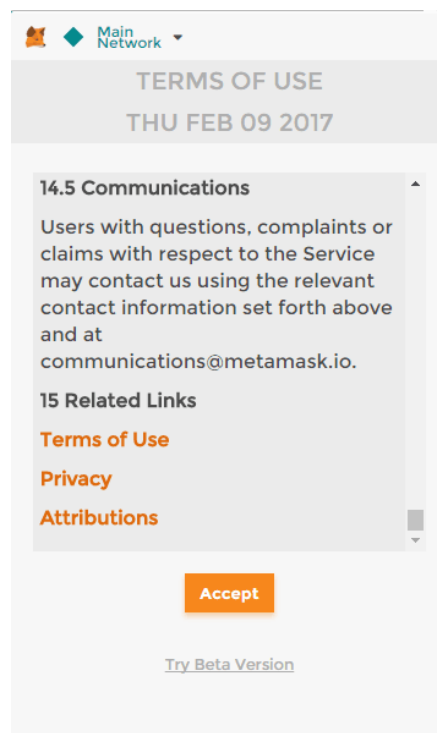 Main
Network
TERMS OF USE
THU FEB 09 2017
14.5 Communications
Users with questions, complaints or
claims with respect to the Service
may contact us using the relevant
contact information set forth above
and at
communications@metamask.io.
15 Related Links
Terms of Use
Privacy
Attributions
Accept
Try Beta Version